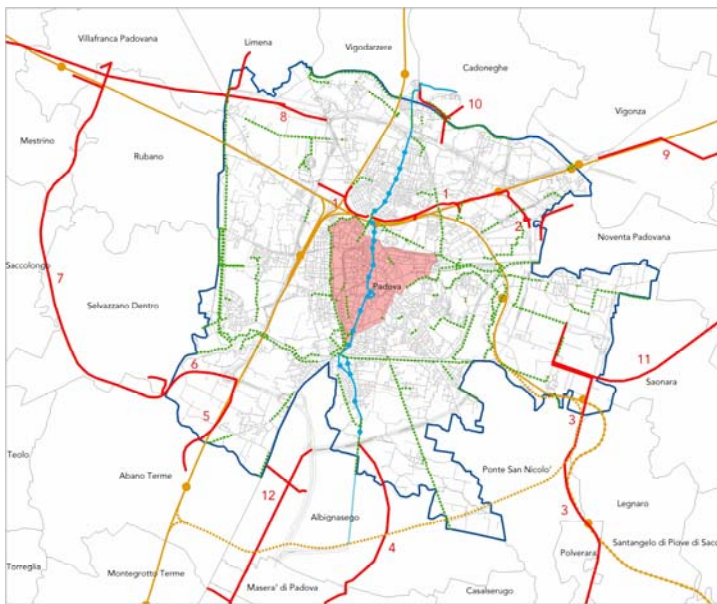 Villafranca Padovana
Limena
Vigodarzere
Cadoneghe
Vigonza
Mestrino
Rubano
8
10
9
1
1
2
Noventa Padovana
Saccolongo
7
Selvazzano Dentro
Padova
11
Saonara
6
5
3
Teolo
Abano Terme
12
Ponte San Nicolo'
Albignasego
4
Legnaro
3
Santangelo di Piove di Sacc
Polverara
Torreglia
Montegrotto Terme
Masera' di Padova
Casalserugo